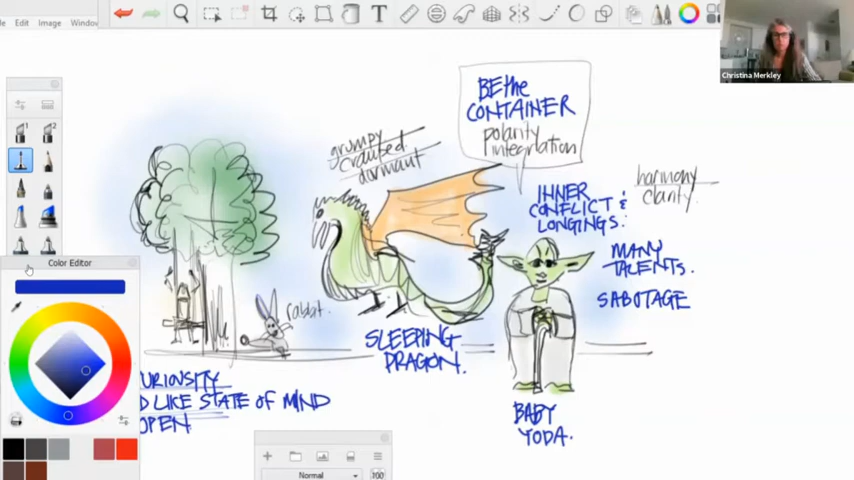 Edit
Image
Window
Christina Merkley
BE the
CONTAINER
polarity
integration
grumpy
dormant
harmony
clarity.
INNER
CONFLICT &
LONGINGS.
MANY
TALENTS.
SABOTAGE
Color Editor
rabbit.
SLEEPING
DRAGON.
URIOSITY
D LIKE STATE OF MIND
OPEN
BABY
YODA.
Normal
100